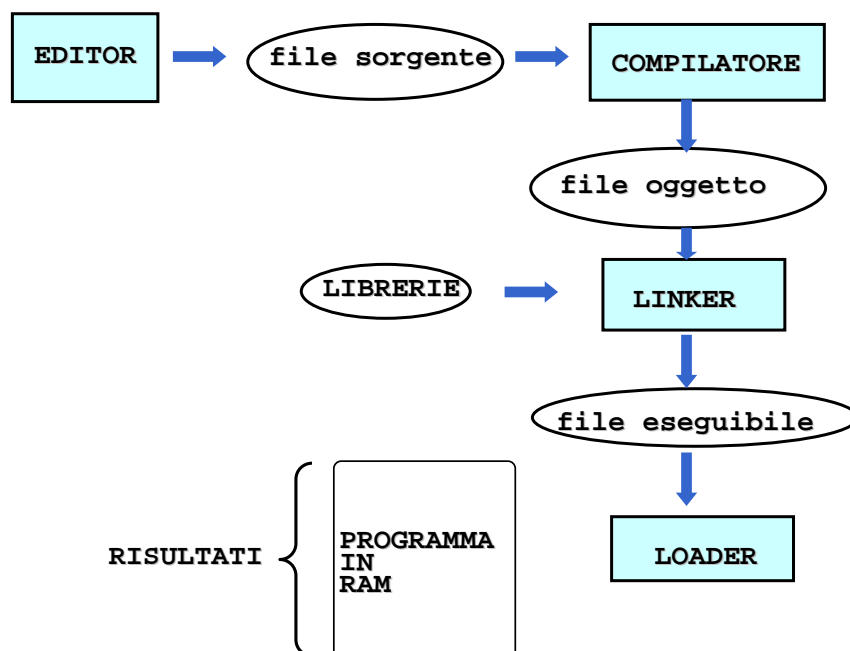 EDITOR
file sorgente
COMPILATORE
file oggetto
LIBRERIE
LINKER
file eseguibile
RISULTATI
PROGRAMMA
IN
RAM
LOADER